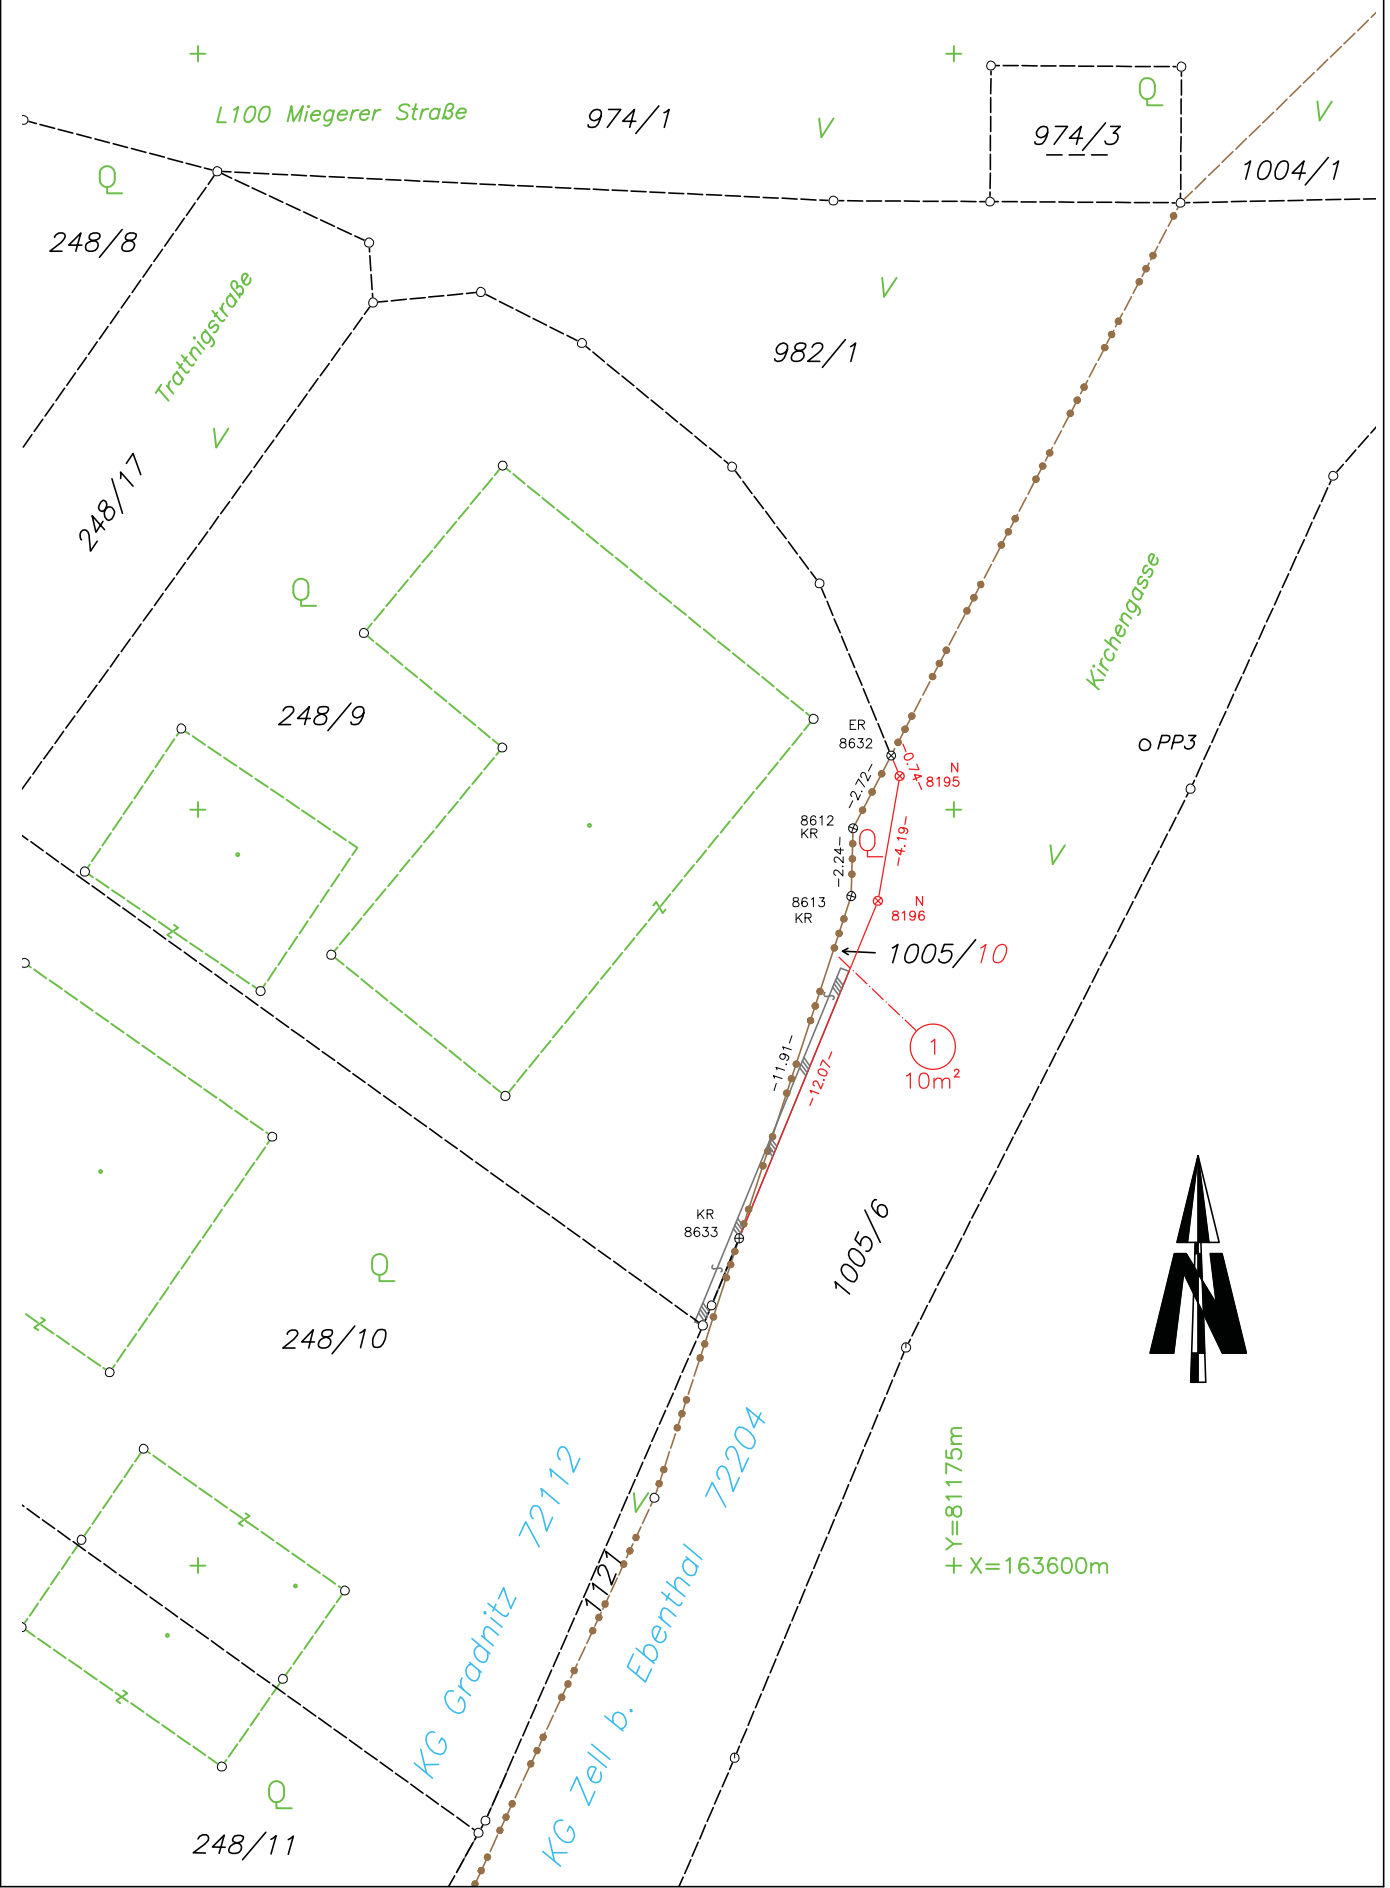 L100 Miegerer Straße
974/1
V
Q
974/3
V
1004/1
Q
248/8
Trattnigstraße
V
982/1
V
248/17
Q
Kirchengasse
248/9
ER
8632
PP3
-0.74-
N
8195
-2.72-
8612
KR
Q
-4.19-
-2.24-
V
8613
KR
N
8196
1005/10
1
10m²
-11.91-
-12.07-
KR
8633
1005/6
Q
248/10
N
KG Gradnitz 72112
KG Zell b. Ebenthal 72204
V
1121
Y=81175m
X=163600m
Q
248/11